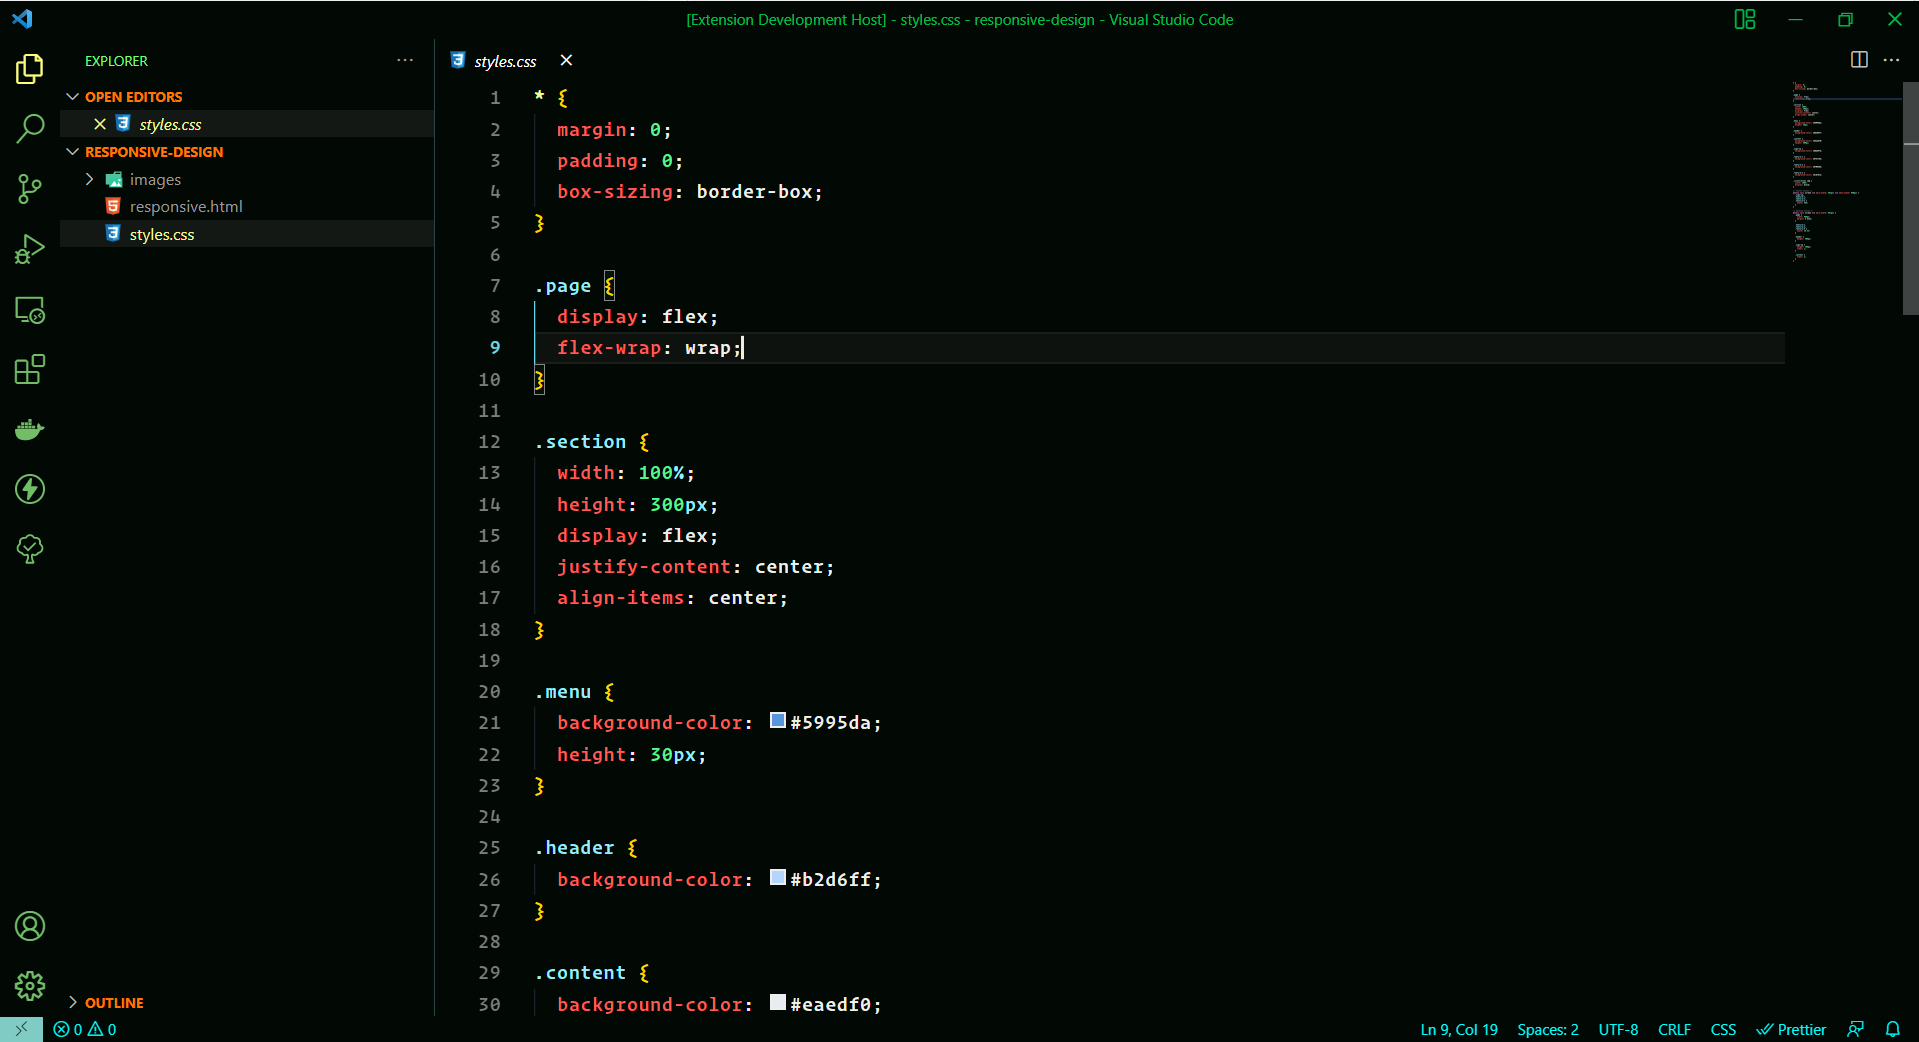 [Extension Development Host] - styles.css - responsive-design - Visual Studio Code
EXPLORER
OPEN EDITORS
styles.css
RESPONSIVE-DESIGN
images
responsive.html
styles.css
OUTLINE
styles.css
1 * {
2 margin: 0;
3 padding: 0;
4 box-sizing: border-box;
5 }
6
7 .page {
8 display: flex;
9 flex-wrap: wrap;
10 }
11
12 .section {
13 width: 100%;
14 height: 300px;
15 display: flex;
16 justify-content: center;
17 align-items: center;
18 }
19
20 .menu {
21 background-color: #5995da;
22 height: 30px;
23 }
24
25 .header {
26 background-color: #b2d6ff;
27 }
28
29 .content {
30 background-color: #eaedf0;
0 0 Ln 9, Col 19 Spaces: 2 UTF-8 CRLF CSS Prettier